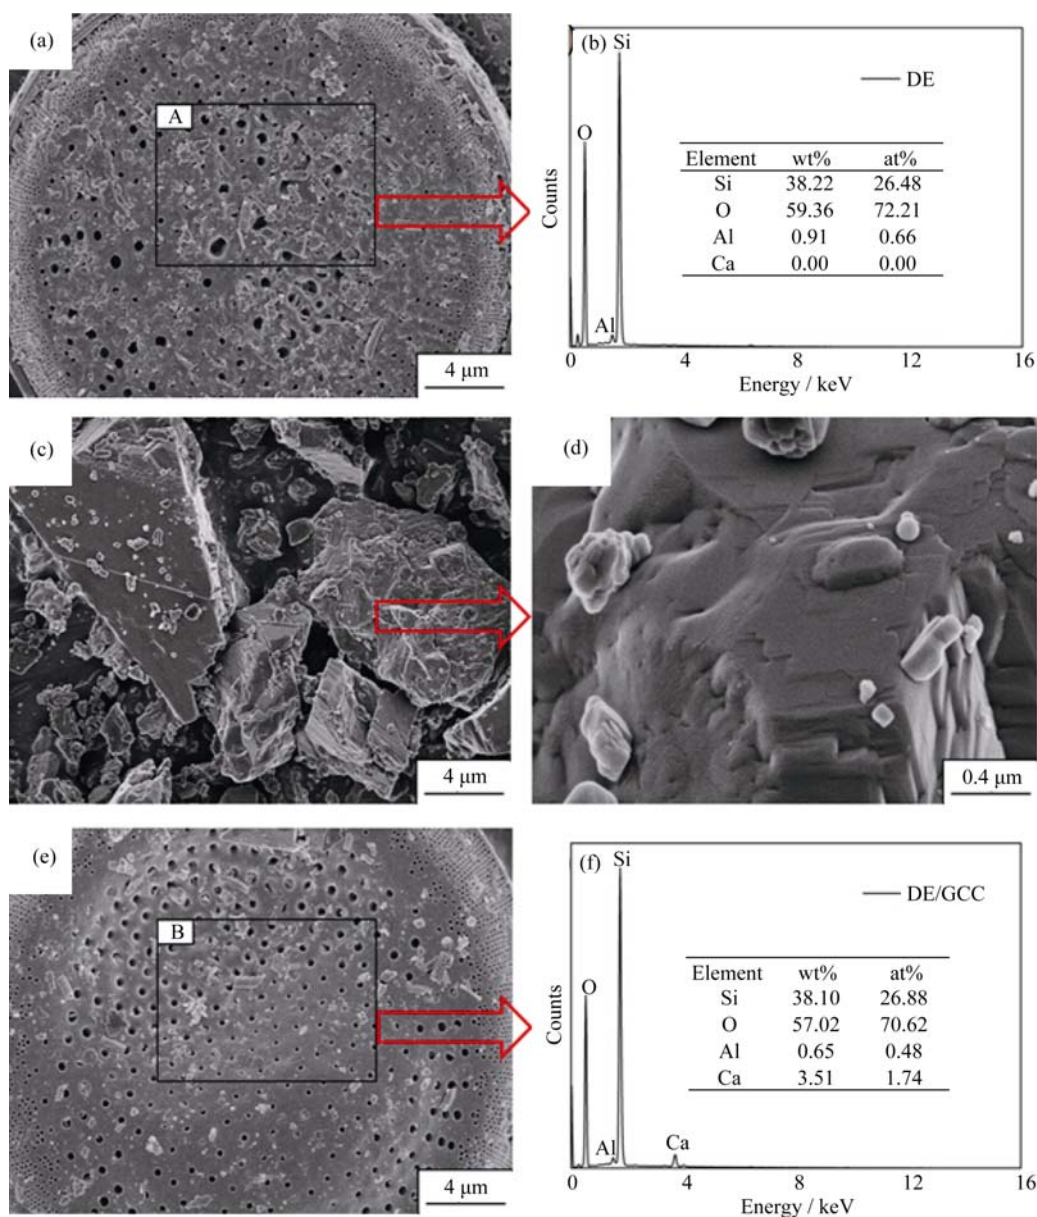 (a)
A
4 μm
(b)
Si
O
Al
DE
Element wt% at%
Si 38.22 26.48
O 59.36 72.21
Al 0.91 0.66
Ca 0.00 0.00
Counts
0 4 8 12 16
Energy / keV
(c)
4 μm
(d)
0.4 μm
(e)
B
4 μm
(f)
Si
O
Al
Ca
DE/GCC
Element wt% at%
Si 38.10 26.88
O 57.02 70.62
Al 0.65 0.48
Ca 3.51 1.74
Counts
0 4 8 12 16
Energy / keV